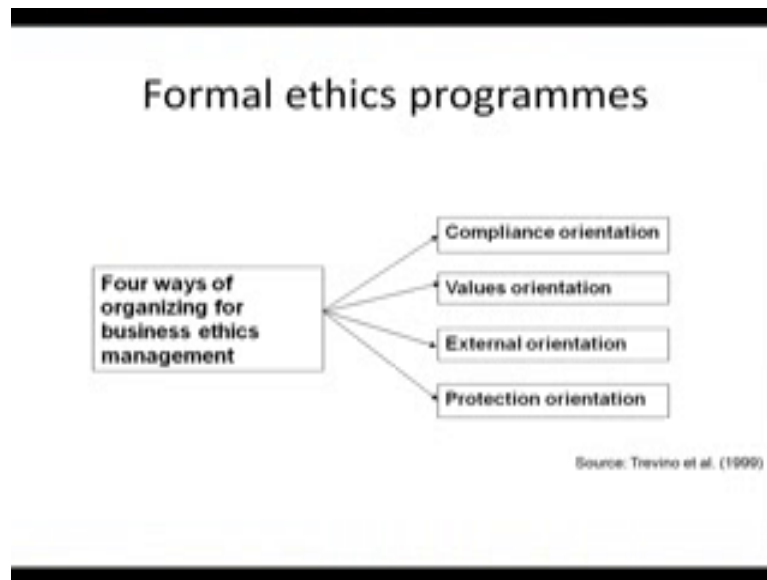 Formal ethics programmes
Four ways of
organizing for
business ethics
management
Compliance orientation
Values orientation
External orientation
Protection orientation
Source: Trevino et al. (1999)